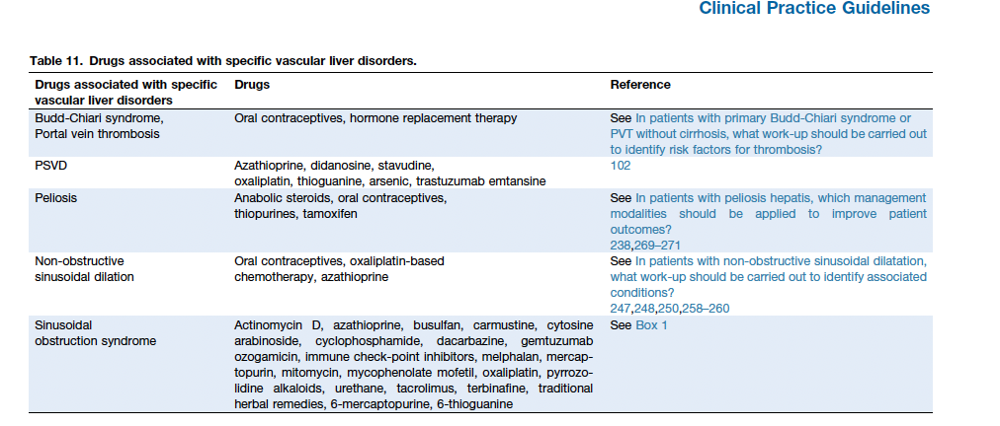 Clinical Practice Guidelines
Table 11. Drugs associated with specific vascular liver disorders.
Drugs associated with specific vascular liver disorders
Drugs
Reference
Budd-Chiari syndrome,
Portal vein thrombosis
Oral contraceptives, hormone replacement therapy
See In patients with primary Budd-Chiari syndrome or
PVT without cirrhosis, what work-up should be carried out
to identify risk factors for thrombosis?
PSVD
Azathioprine, didanosine, stavudine,
oxaliplatin, thioguanine, arsenic, trastuzumab emtansine
102
Peliosis
Anabolic steroids, oral contraceptives,
thiopurines, tamoxifen
See In patients with peliosis hepatis, which management
modalities should be applied to improve patient
outcomes?
238,269–271
Non-obstructive
sinusoidal dilation
Oral contraceptives, oxaliplatin-based
chemotherapy, azathioprine
See In patients with non-obstructive sinusoidal dilatation,
what work-up should be carried out to identify associated
conditions?
247,248,250,258–260
Sinusoidal
obstruction syndrome
Actinomycin D, azathioprine, busulfan, carmustine, cytosine
arabinoside, cyclophosphamide, dacarbazine, gemtuzumab
ozogamicin, immune check-point inhibitors, melphalan, mercap-
topurin, mitomycin, mycophenolate mofetil, oxaliplatin, pyrrozo-
lidine alkaloids, urethane, tacrolimus, terbinafine, traditional
herbal remedies, 6-mercaptopurine, 6-thioguanine
See Box 1